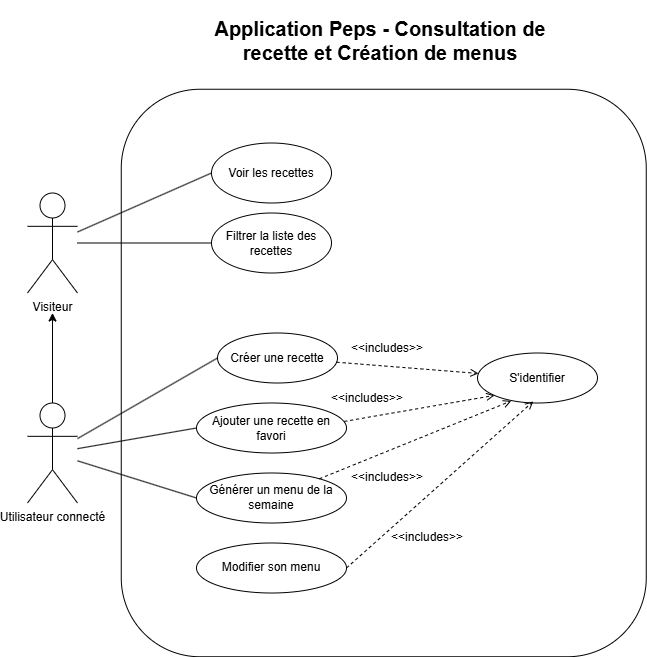 Application Peps - Consultation de
recette et Création de menus
Voir les recettes
Filtrer la liste des
recettes
Visiteur
Créer une recette
<<includes>>
S'identifier
<<includes>>
Ajouter une recette en
favori
<<includes>>
Générer un menu de la
semaine
Utilisateur connecté
<<includes>>
Modifier son menu